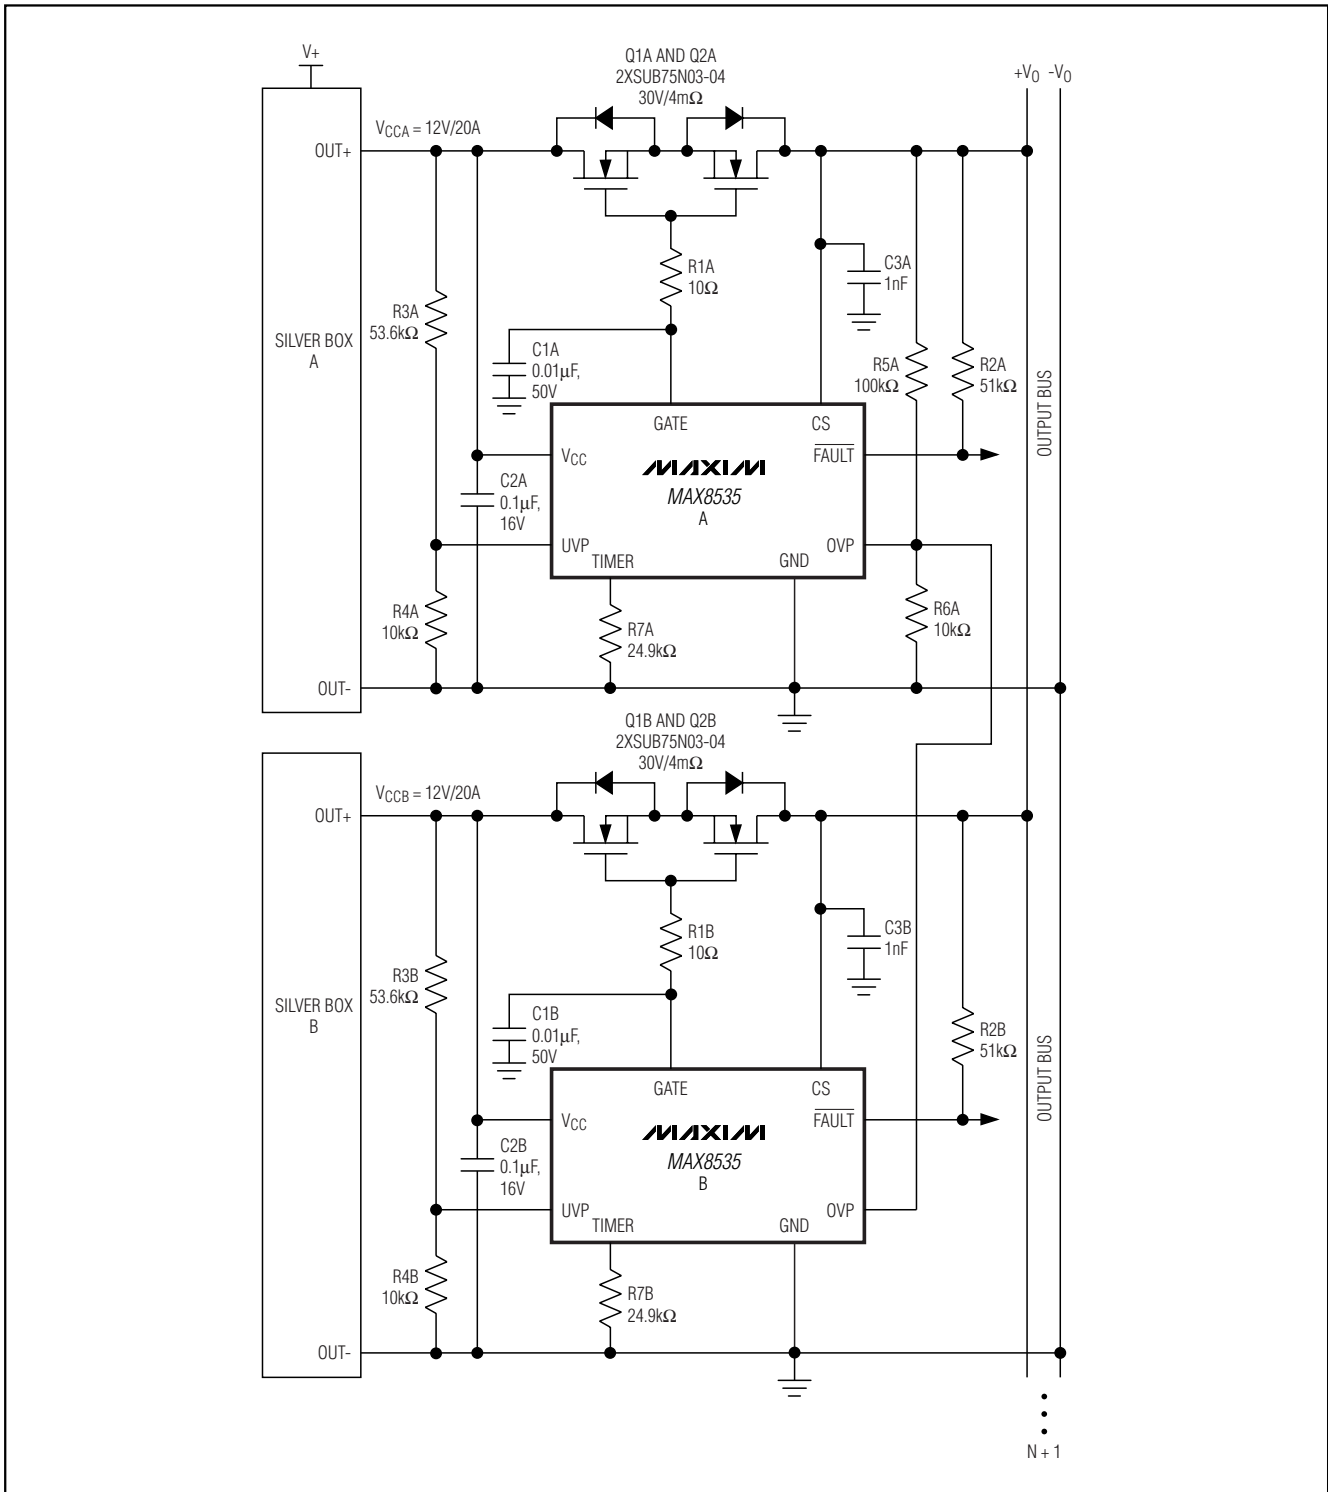 V+
Q1A AND Q2A
2XSUB75N03-04
30V/4mΩ
+VO -VO
VCCA = 12V/20A
OUT+
R1A
10Ω
C3A
1nF
R3A
53.6kΩ
SILVER BOX
A
C1A
0.01µF,
50V
R5A
100kΩ
R2A
51kΩ
OUTPUT BUS
GATE
CS
VCC
MAXIM
FAULT
MAX8535
A
C2A
0.1µF,
16V
UVP
TIMER
GND
OVP
R4A
10kΩ
R7A
24.9kΩ
R6A
10kΩ
OUT-
Q1B AND Q2B
2XSUB75N03-04
30V/4mΩ
VCCB = 12V/20A
OUT+
R1B
10Ω
C3B
1nF
R3B
53.6kΩ
SILVER BOX
B
C1B
0.01µF,
50V
R2B
51kΩ
OUTPUT BUS
GATE
CS
VCC
MAXIM
FAULT
MAX8535
B
C2B
0.1µF,
16V
UVP
TIMER
GND
OVP
R4B
10kΩ
R7B
24.9kΩ
OUT-
N + 1